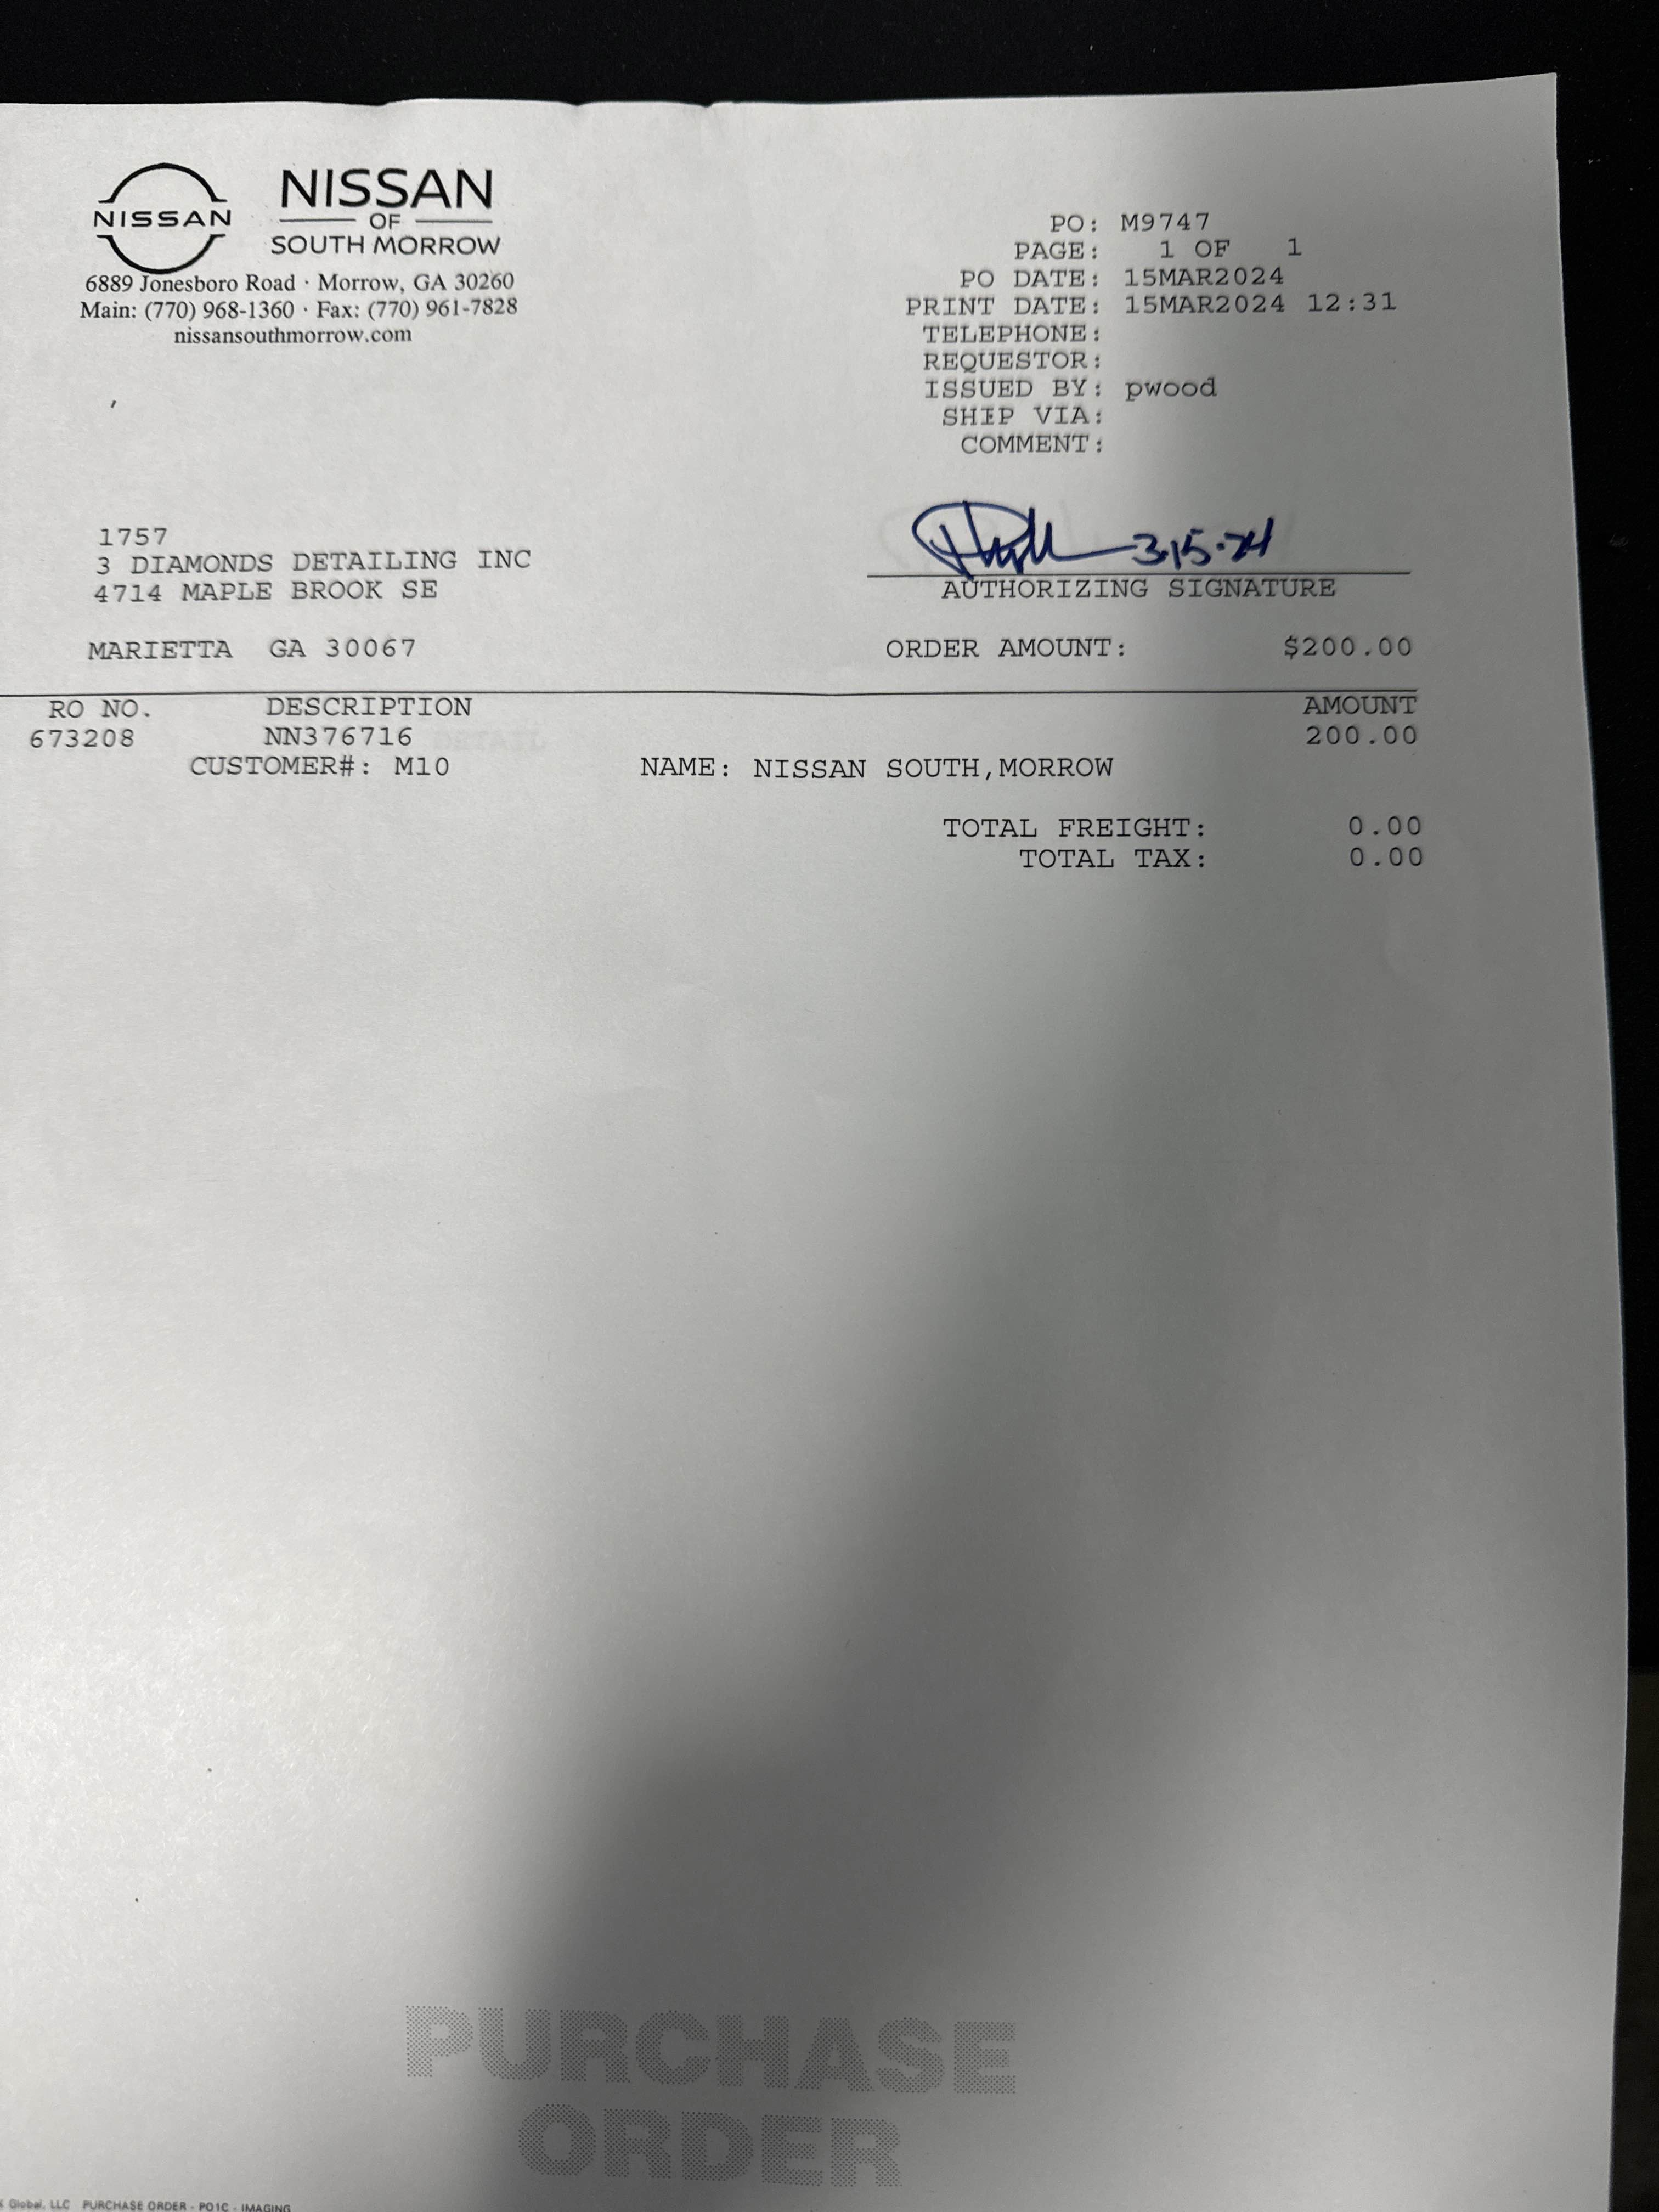 NISSAN
NISSAN
OF
SOUTH MORROW
6889 Jonesboro Road · Morrow, GA 30260
Main: (770) 968-1360 · Fax: (770) 961-7828
nissansouthmorrow.com
PO: M9747
PAGE: 1 OF 1
PO DATE: 15MAR2024
PRINT DATE: 15MAR2024 12:31
TELEPHONE:
REQUESTOR:
ISSUED BY: pwood
SHIP VIA:
COMMENT:
1757
3 DIAMONDS DETAILING INC
4714 MAPLE BROOK SE
MARIETTA GA 30067
3.15.24
AUTHORIZING SIGNATURE
ORDER AMOUNT: $200.00
RO NO. DESCRIPTION AMOUNT
673208 NN376716 DETAIL 200.00
CUSTOMER#: M10 NAME: NISSAN SOUTH,MORROW
TOTAL FREIGHT: 0.00
TOTAL TAX: 0.00
PURCHASE
ORDER
Global, LLC PURCHASE ORDER - PO1C - IMAGING